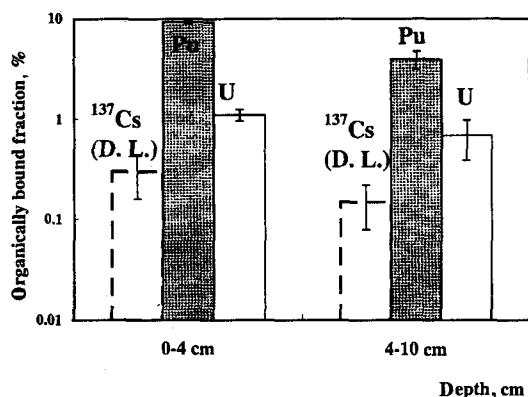 Organically bound fraction, %
10
1
0.1
0.01
Pu
U
¹³⁷Cs
(D. L.)
Pu
U
¹³⁷Cs
(D. L.)
0-4 cm
4-10 cm
Depth, cm